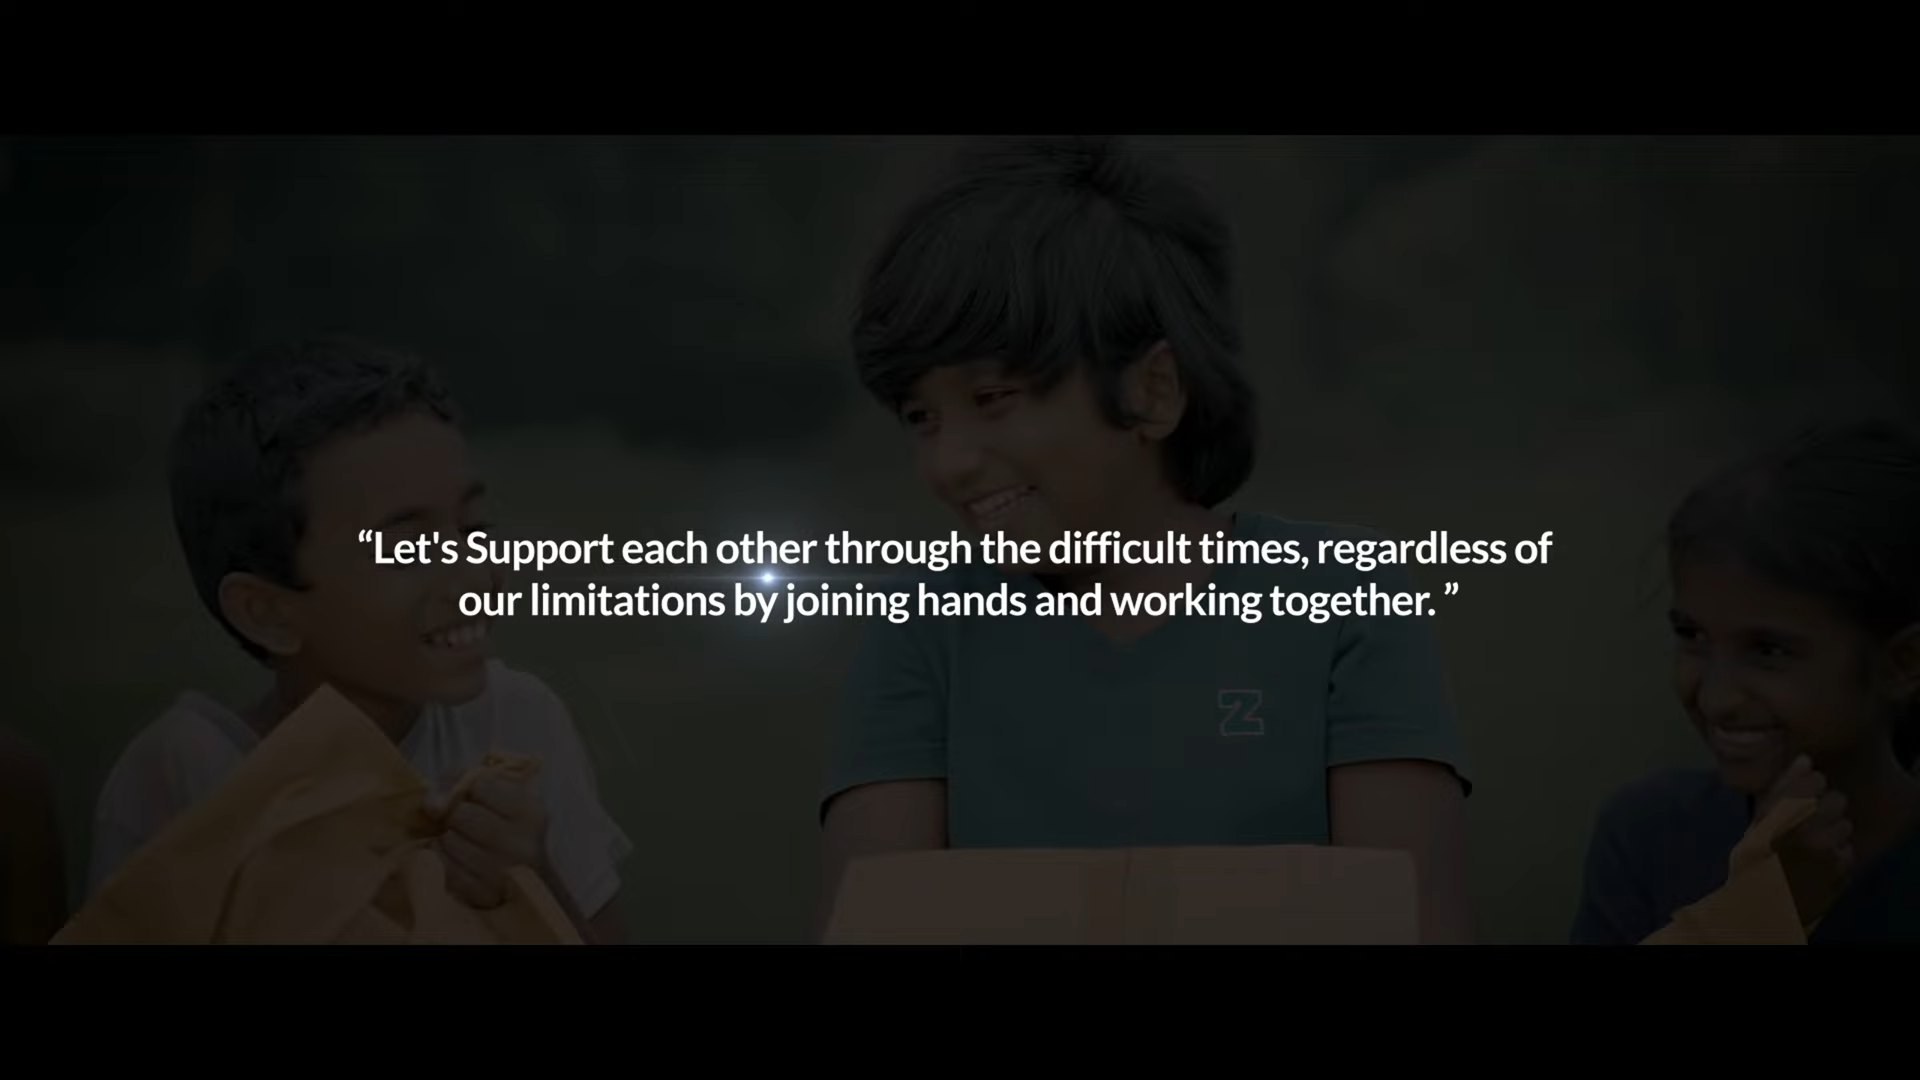 “Let's Support each other through the difficult times, regardless of
our limitations by joining hands and working together. ”
Z